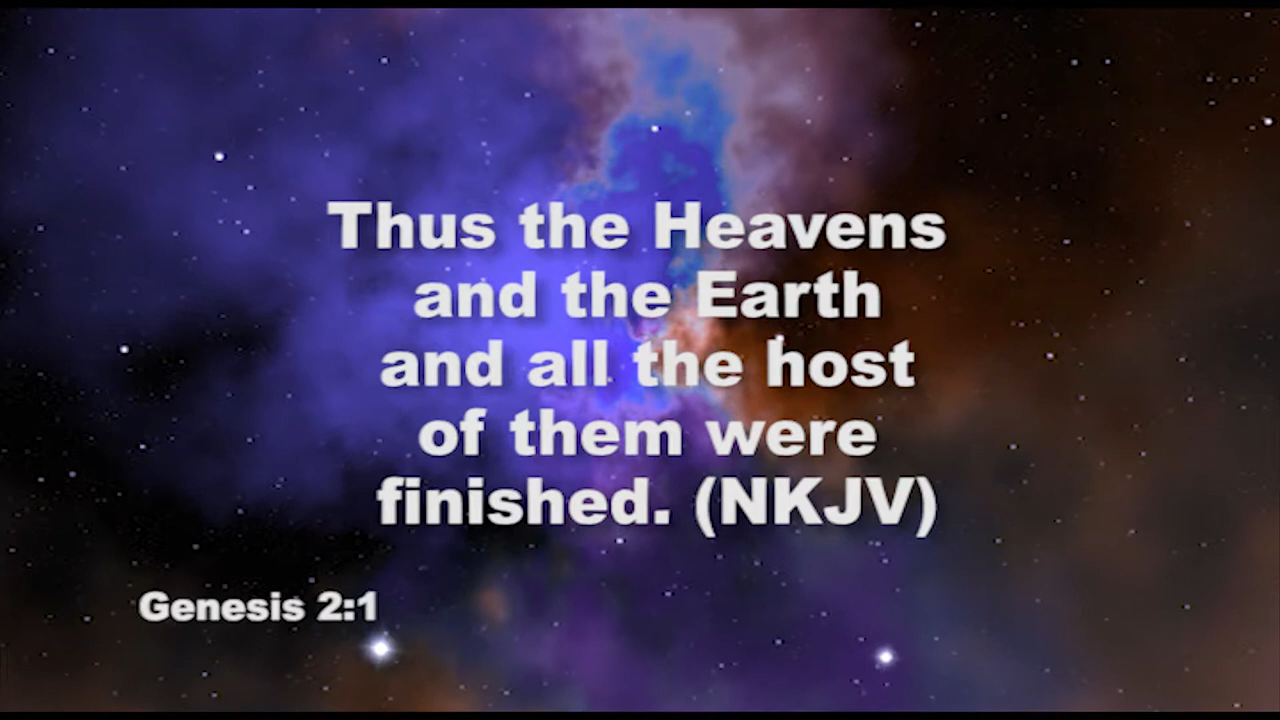 Thus the Heavens
and the Earth
and all the host
of them were
finished. (NKJV)
Genesis 2:1